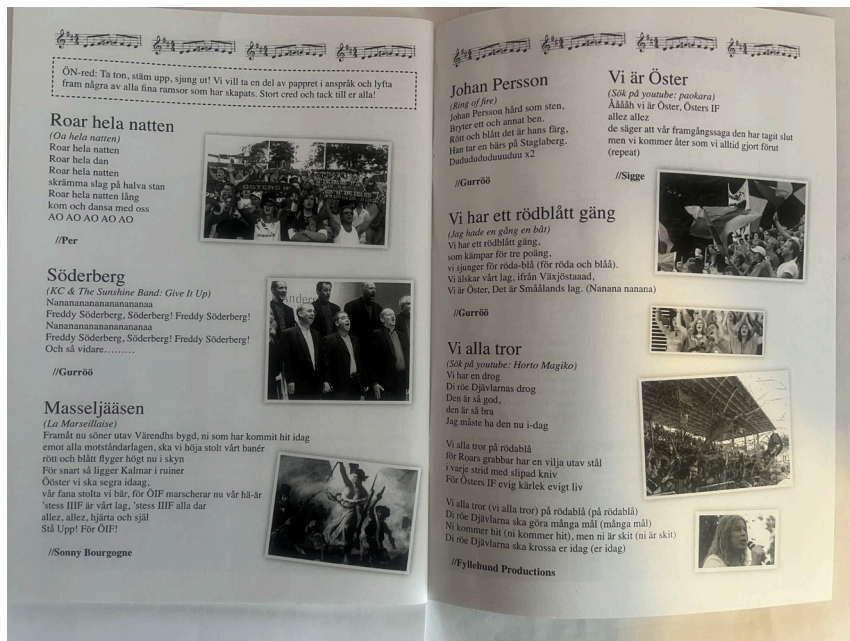 ÖN-red: Ta ton, stäm upp, sjung ut! Vi vill ta en del av pappret i anspråk och lyfta
fram några av alla fina ramsor som har skapats. Stort cred och tack till er alla!
Roar hela natten
(Oa hela natten)
Roar hela natten
Roar hela dan
Roar hela natten
skrämma slag på halva stan
Roar hela natten lång
kom och dansa med oss
AO AO AO AO AO
//Per
Söderberg
(KC & The Sunshine Band: Give It Up)
Nanananananananananaa
Freddy Söderberg, Söderberg! Freddy Söderberg!
Nanananananananananaa
Freddy Söderberg, Söderberg! Freddy Söderberg!
Och så vidare………
//Gurröö
Masseljääsen
(La Marseillaise)
Framåt nu söner utav Värendhs bygd, ni som har kommit hit idag
emot alla motståndarlagen, ska vi höja stolt vårt banér
rött och blått flyger högt nu i skyn
För snart så ligger Kalmar i ruiner
Ööster vi ska segra idaag,
vår fana stolta vi bär, för ÖIF marscherar nu vår hä-är
'stess IIIF är vårt lag, 'stess IIIF alla dar
allez, allez, hjärta och själ
Stå Upp! För ÖIF!
//Sonny Bourgogne
ÖSTERS IF
Anders
Johan Persson
(Ring of fire)
Johan Persson hård som sten,
Bryter ett och annat ben.
Rött och blått det är hans färg,
Han tar en bärs på Staglaberg.
Dudududuuduuduu x2
//Gurröö
Vi är Öster
(Sök på youtube: paokara)
Ååååh vi är Öster, Östers IF
allez allez
de säger att vår framgångssaga den har tagit slut
men vi kommer åter som vi alltid gjort förut
(repeat)
//Sigge
Vi har ett rödblått gäng
(Jag hade en gång en båt)
Vi har ett rödblått gäng,
som kämpar för tre poäng,
vi sjunger för röda-blå (för röda och blåå).
Vi älskar vårt lag, ifrån Växjöstaaad,
Vi är Öster, Det är Småålands lag. (Nanana nanana)
//Gurröö
Vi alla tror
(Sök på youtube: Horto Magiko)
Vi har en drog
Di röe Djävlarnas drog
Den är så god,
den är så bra
Jag måste ha den nu i-dag
Vi alla tror på rödablå
för Roars grabbar har en vilja utav stål
i varje strid med slipad kniv
För Östers IF evig kärlek evigt liv
Vi alla tror (vi alla tror) på rödablå (på rödablå)
Di röe Djävlarna ska göra många mål (många mål)
Ni kommer hit (ni kommer hit), men ni är skit (ni är skit)
Di röe Djävlarna ska krossa er idag (er idag)
//Fyllehund Productions